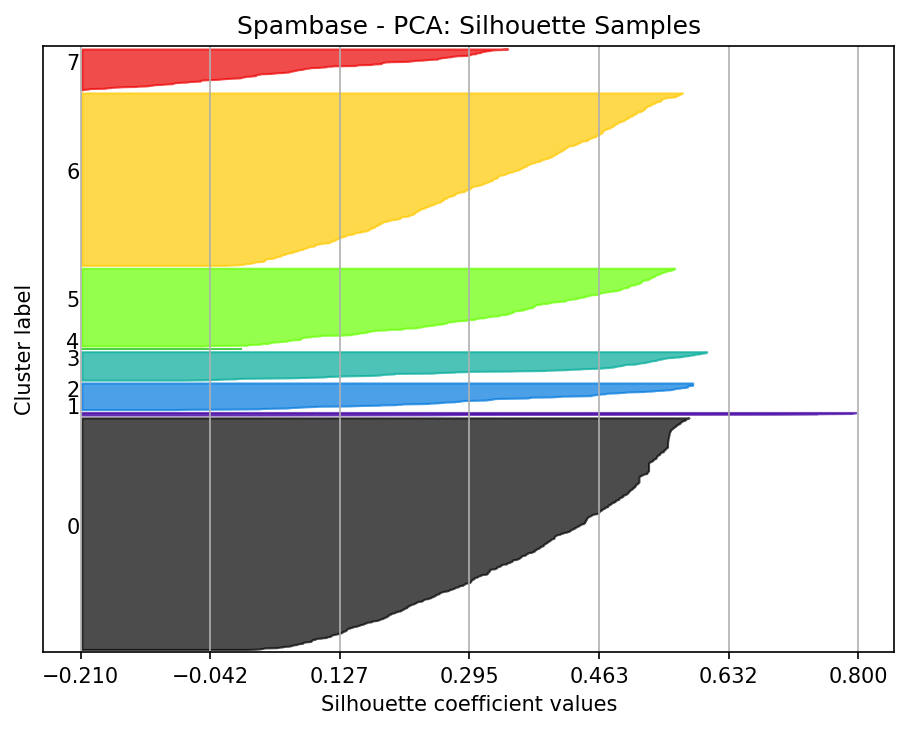 Spambase - PCA: Silhouette Samples
Cluster label
7
6
5
4
3
2
1
0
−0.210 −0.042 0.127 0.295 0.463 0.632 0.800
Silhouette coefficient values